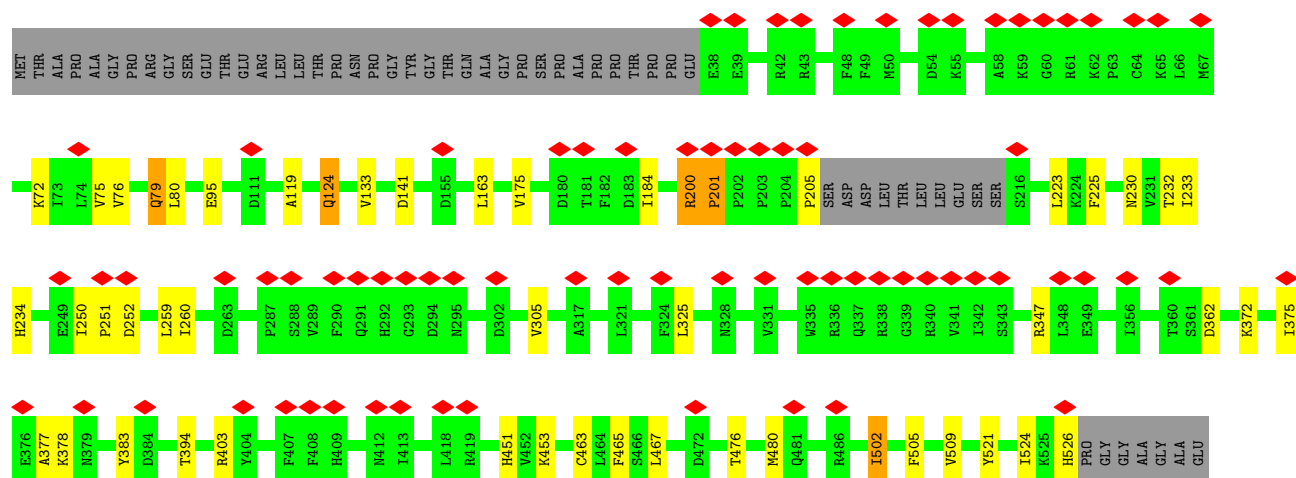 MET THR ALA PRO ALA GLY PRO ARG GLY SER GLU THR GLU ARG LEU LEU THR PRO ASN PRO GLY TYR GLY THR GLN ALA GLY PRO SER PRO ALA PRO PRO THR PRO PRO GLU E38 E39 R42 R43 F48 F49 M50 D54 K55 A58 K59 G60 R61 K62 P63 C64 K65 L66 M67
K72 I73 L74 V75 V76 Q79 L80 E95 D111 A119 Q124 V133 D141 D155 L163 V175 D180 T181 F182 D183 I184 R200 P201 P202 P203 P204 P205 SER ASP ASP LEU THR LEU LEU GLU SER SER S216 L223 K224 F225 N230 V231 T232 I233
H234 E249 I250 P251 D252 L259 I260 D263 P287 S288 V289 F290 Q291 H292 G293 D294 N295 D302 V305 A317 L321 F324 L325 N328 V331 W335 R336 Q337 R338 G339 R340 V341 I342 S343 R347 L348 E349 I356 T360 S361 D362 K372 I375
E376 A377 K378 N379 Y383 D384 T394 R403 Y404 F407 F408 H409 N412 I413 L418 R419 H451 V452 K453 C463 L464 F465 S466 L467 D472 T476 M480 Q481 R486 I502 F505 V509 Y521 I524 K525 H526 PRO GLY GLY ALA GLY ALA GLU